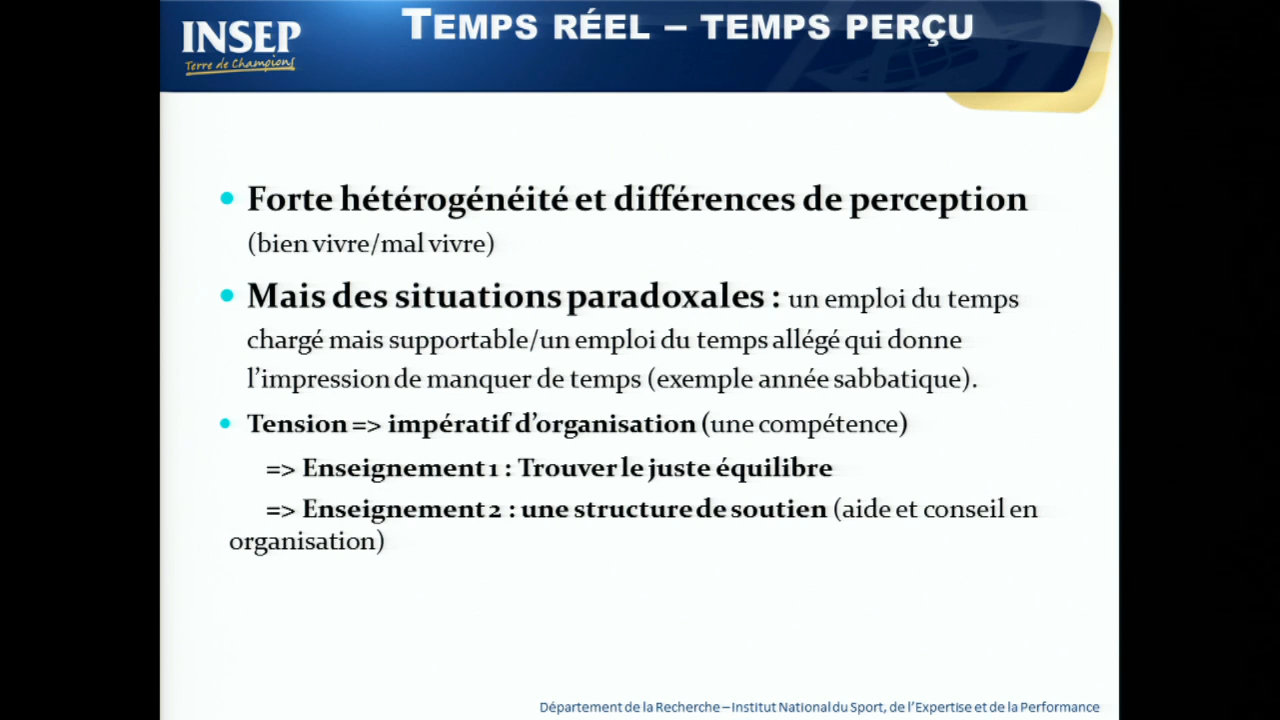 INSEP
Terre de Champions
TEMPS RÉEL – TEMPS PERÇU
• Forte hétérogénéité et différences de perception
(bien vivre/mal vivre)
• Mais des situations paradoxales : un emploi du temps
chargé mais supportable/un emploi du temps allégé qui donne
l’impression de manquer de temps (exemple année sabbatique).
• Tension => impératif d’organisation (une compétence)
=> Enseignement 1 : Trouver le juste équilibre
=> Enseignement 2 : une structure de soutien (aide et conseil en
organisation)
Département de la Recherche – Institut National du Sport, de l’Expertise et de la Performance